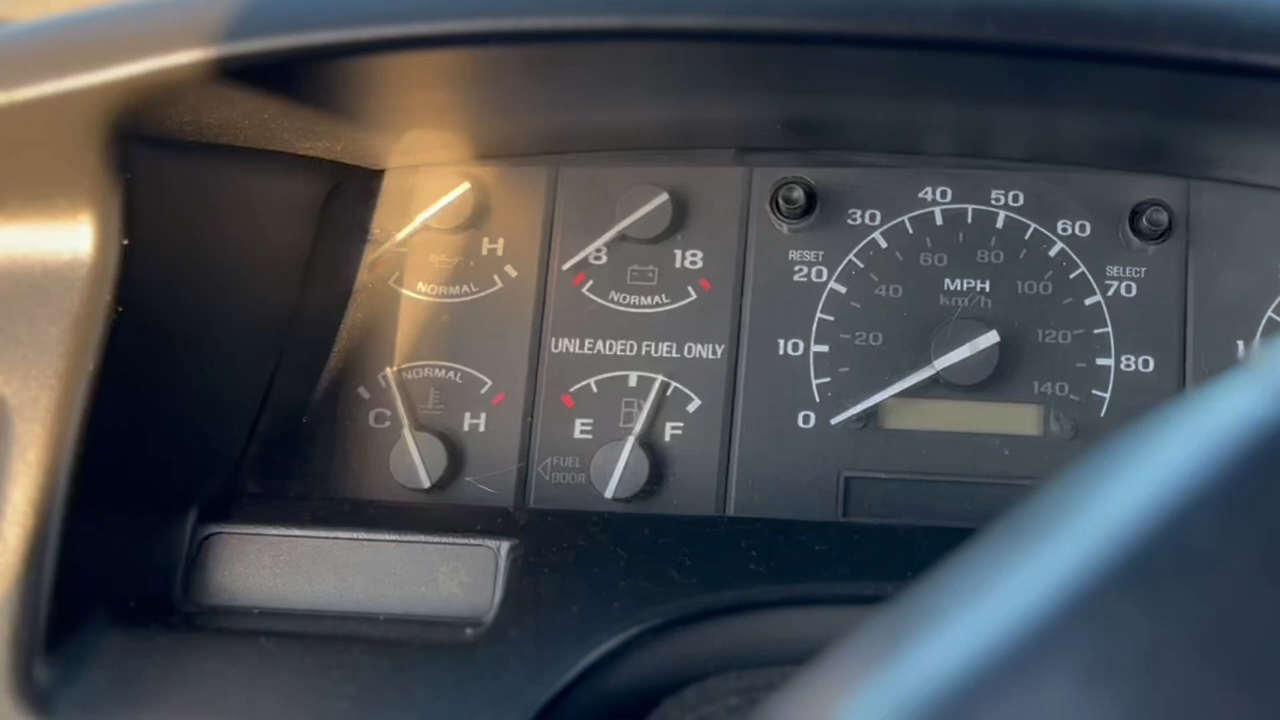 H
NORMAL
8 18
NORMAL
UNLEADED FUEL ONLY
NORMAL
C H
E F
FUEL
DOOR
RESET
SELECT
0 10 20 30 40 50 60 70 80
MPH
km/h
20 40 60 80 100 120 140